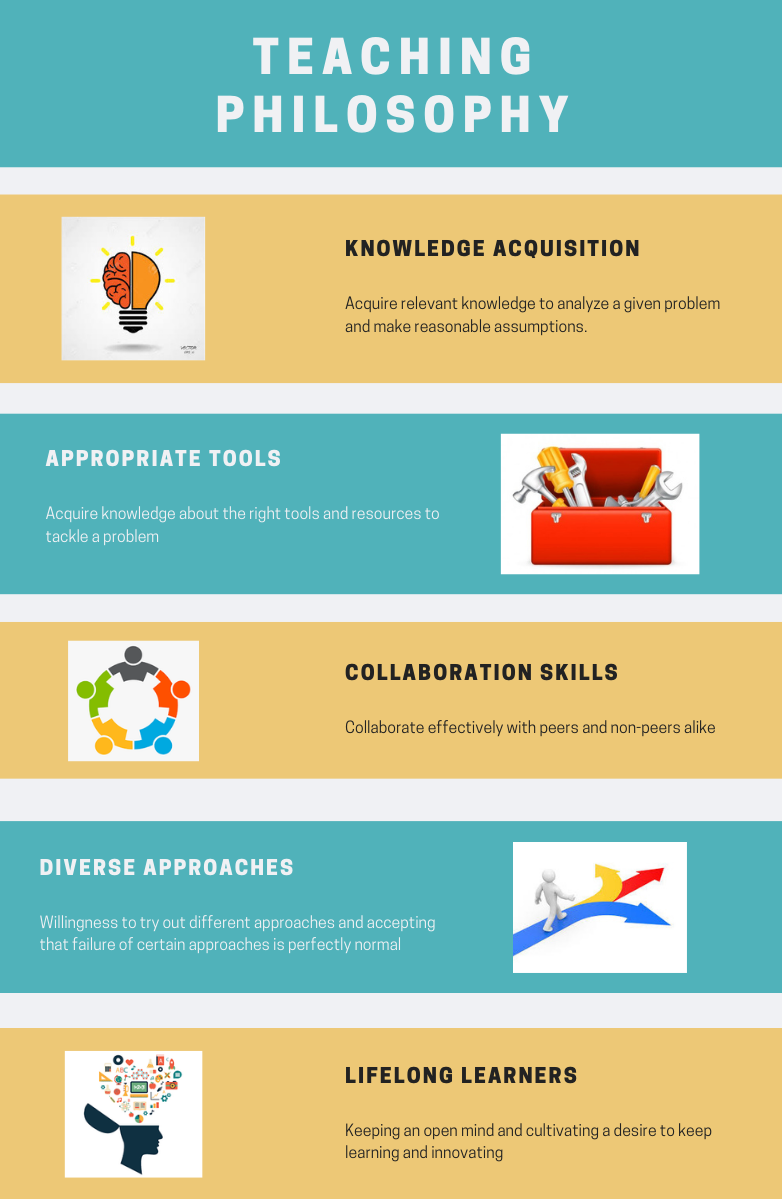 TEACHING
PHILOSOPHY
KNOWLEDGE ACQUISITION
Acquire relevant knowledge to analyze a given problem
and make reasonable assumptions.
APPROPRIATE TOOLS
Acquire knowledge about the right tools and resources to
tackle a problem
COLLABORATION SKILLS
Collaborate effectively with peers and non-peers alike
DIVERSE APPROACHES
Willingness to try out different approaches and accepting
that failure of certain approaches is perfectly normal
LIFELONG LEARNERS
Keeping an open mind and cultivating a desire to keep
learning and innovating